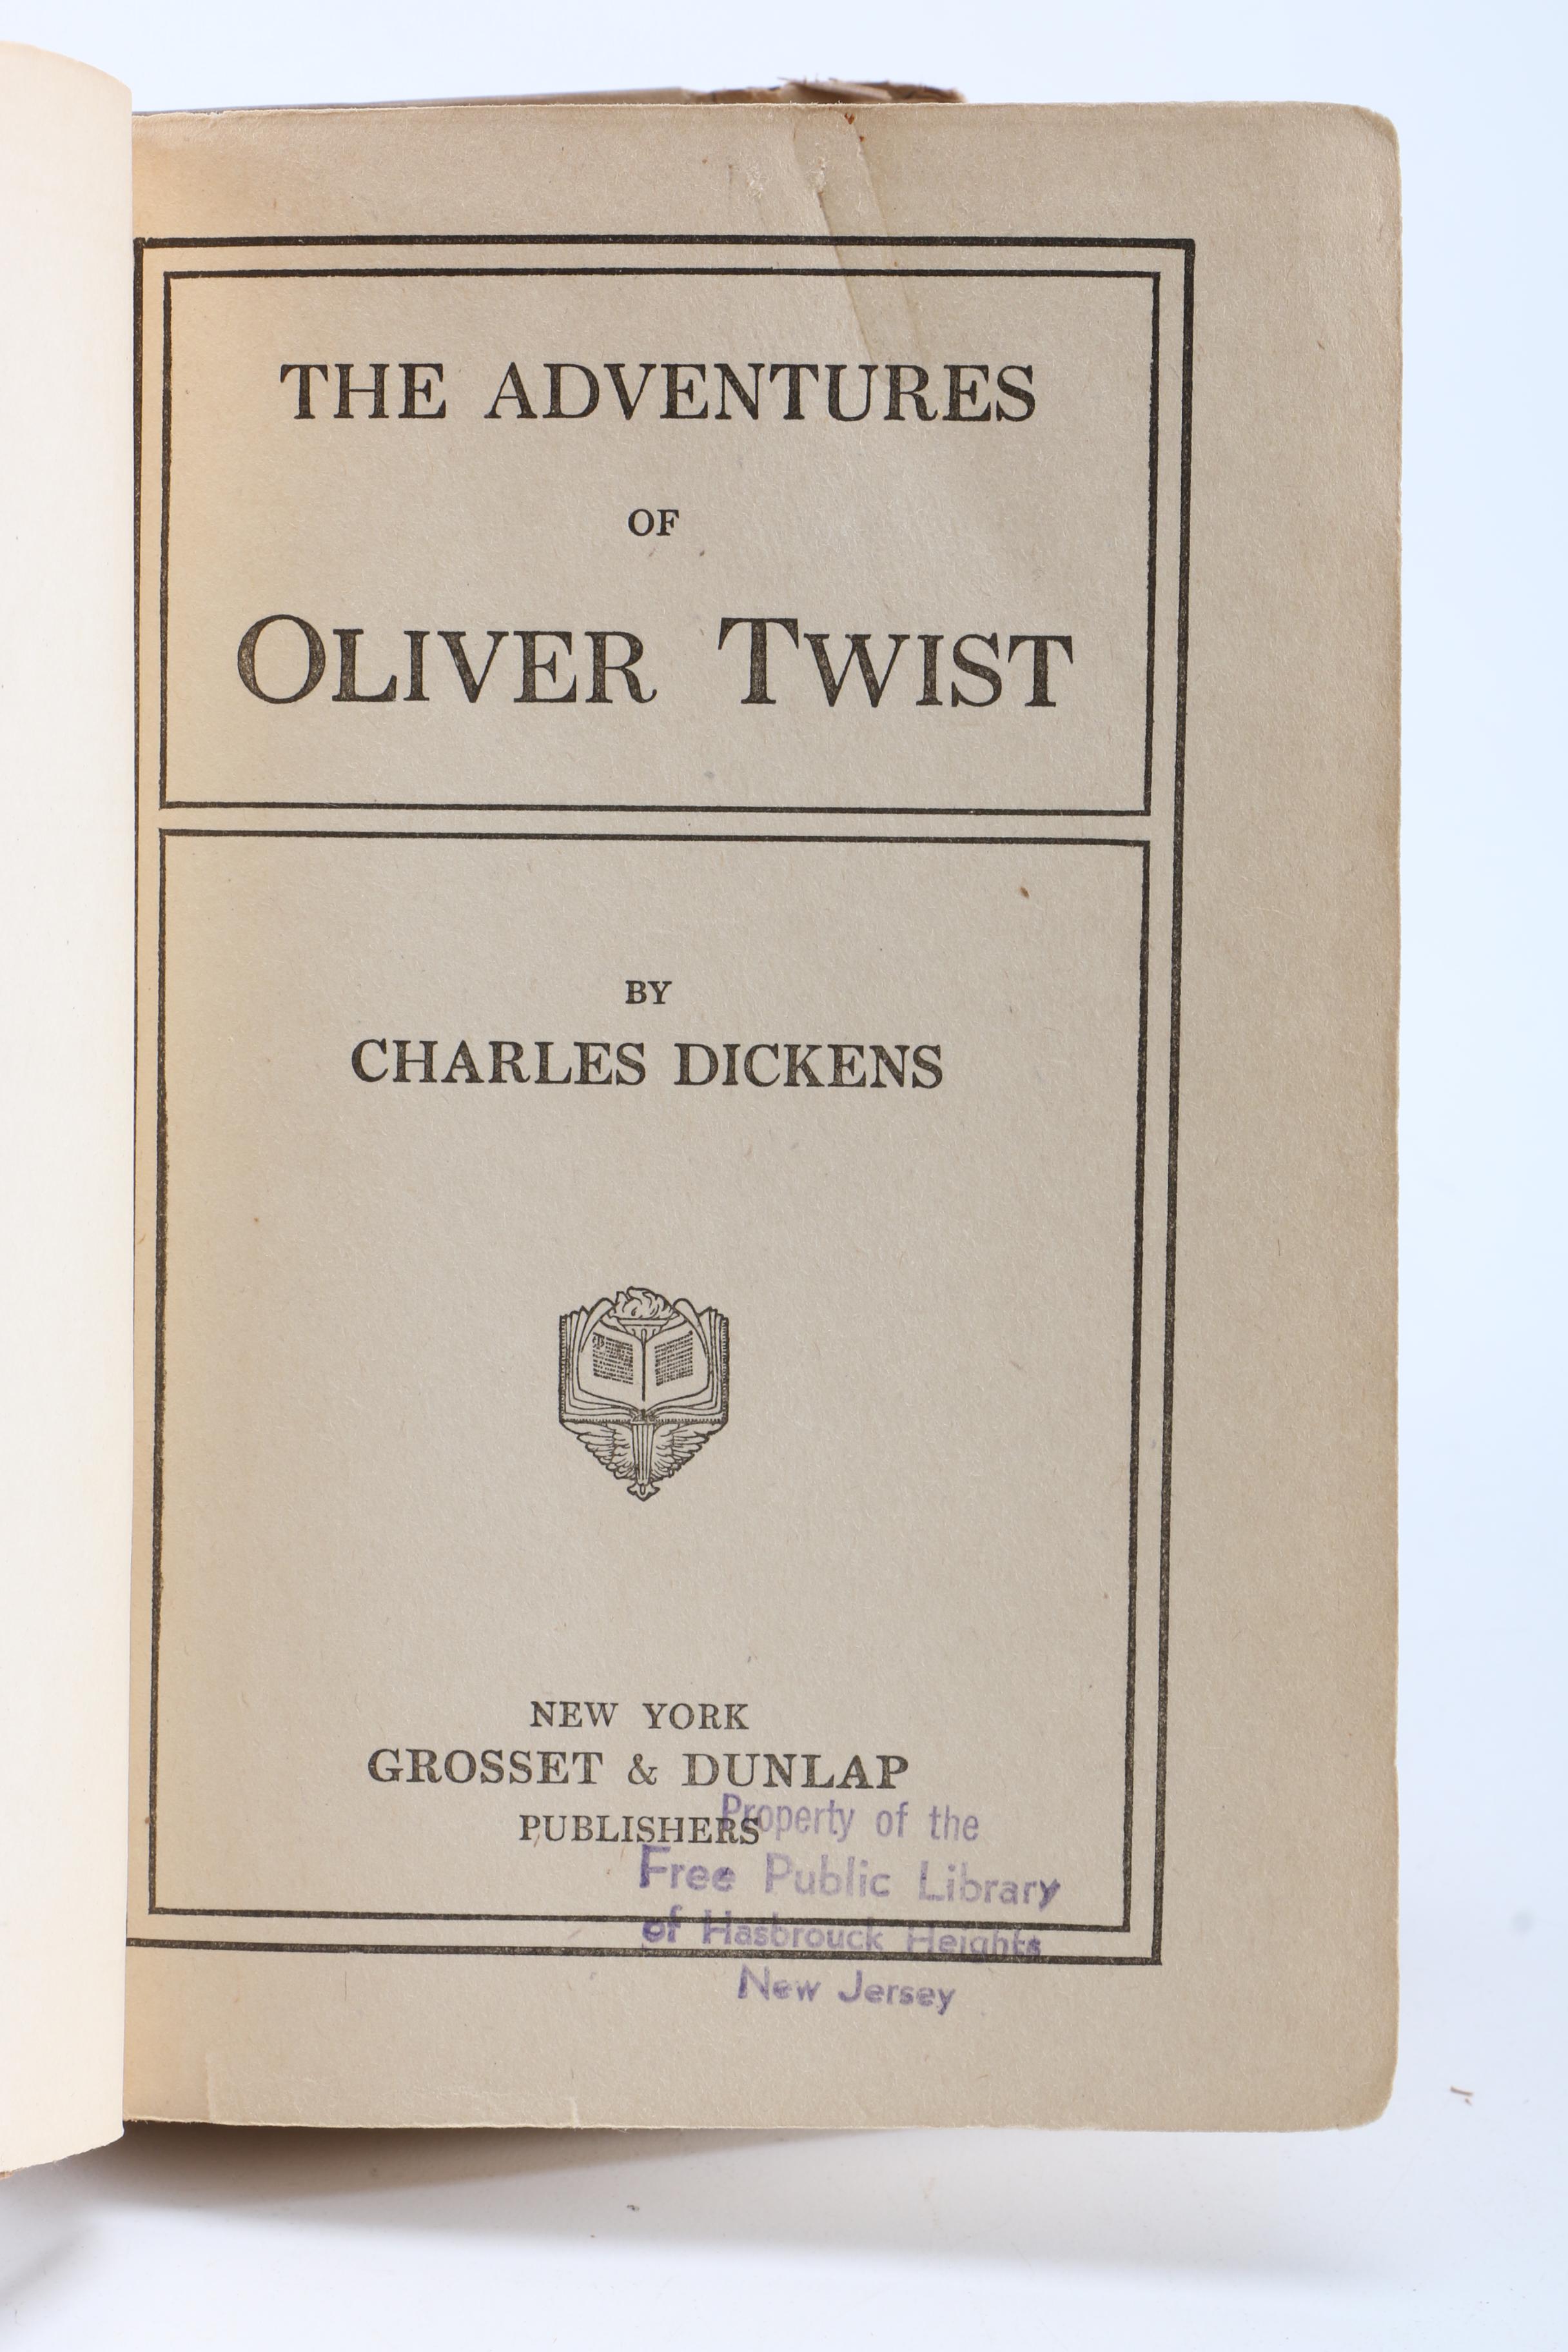 THE ADVENTURES
OF
OLIVER TWIST
BY
CHARLES DICKENS
NEW YORK
GROSSET & DUNLAP
PUBLISHERS
Property of the
Free Public Library
of Hasbrouck Heights
New Jersey